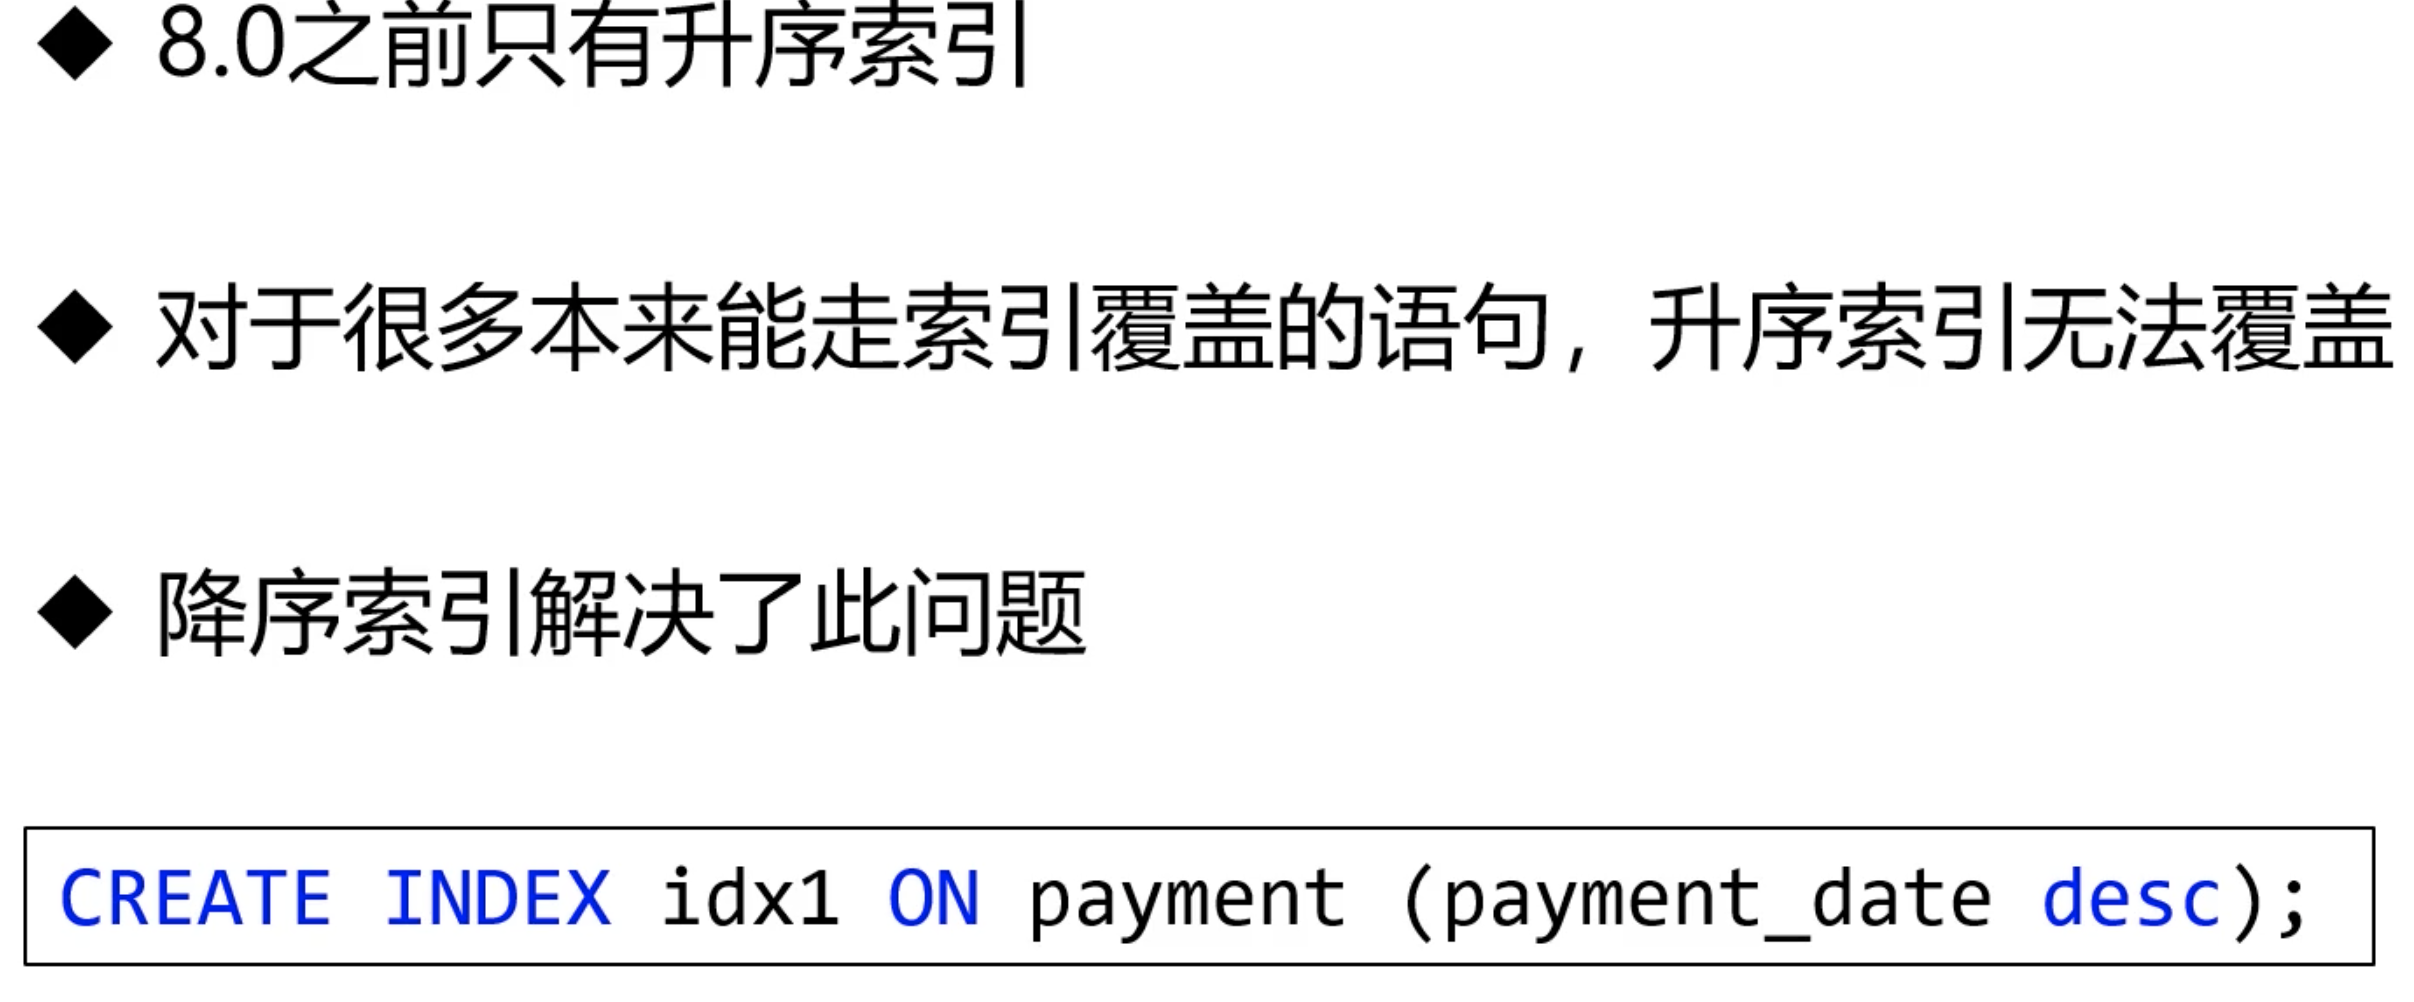 ◆ 8.0之前只有升序索引
◆ 对于很多本来能走索引覆盖的语句，升序索引无法覆盖
◆ 降序索引解决了此问题
CREATE INDEX idx1 ON payment (payment_date desc);